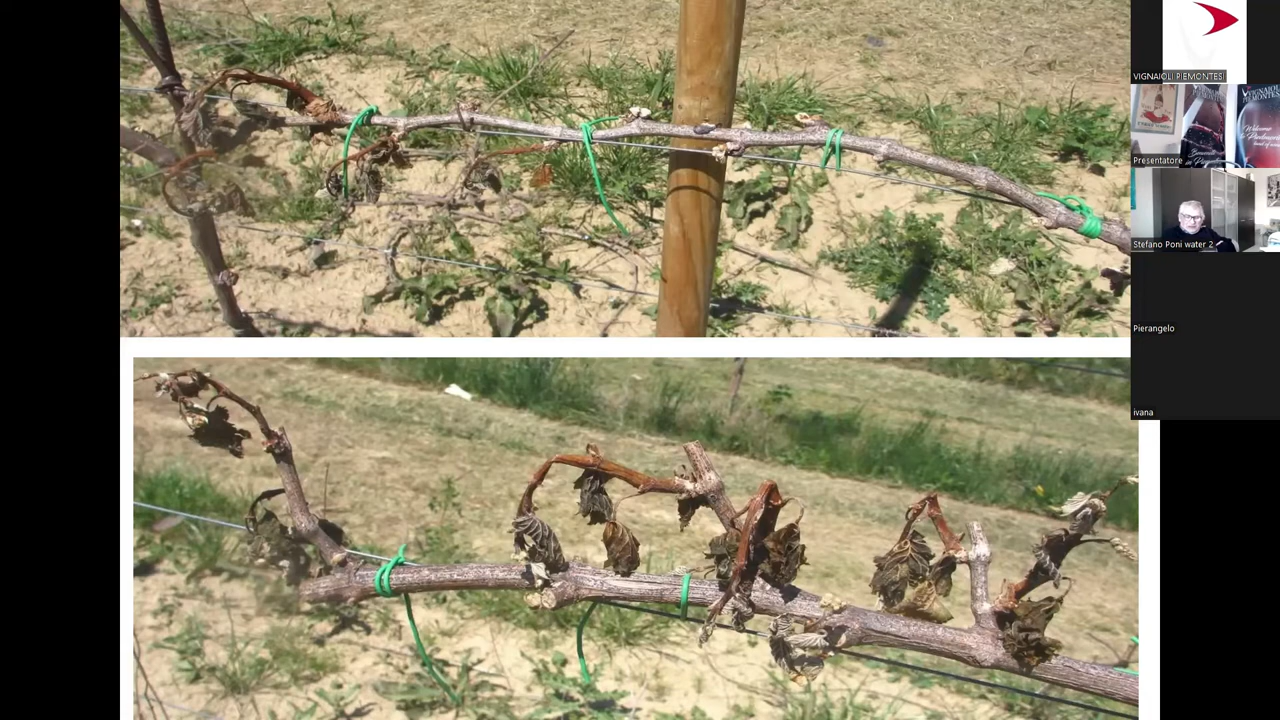 VIGNAIOLI PIEMONTESI
Presentatore
Stefano Poni water 2
Pierangelo
ivana